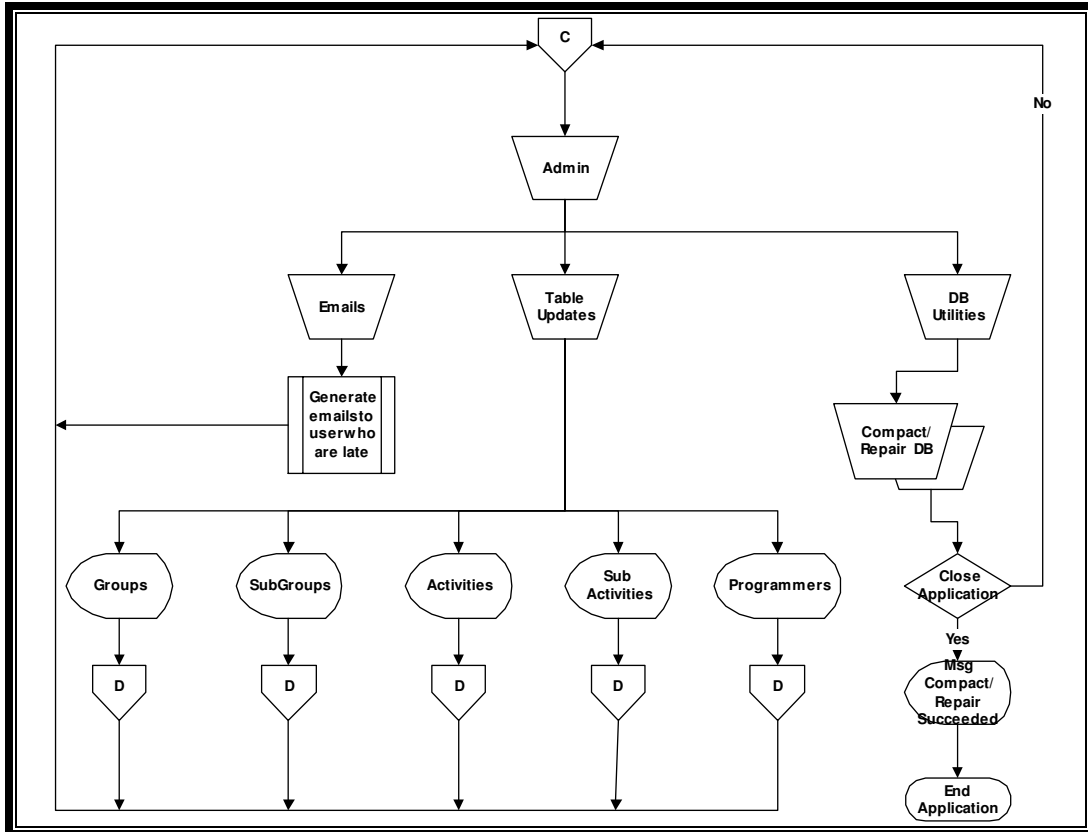 C
No
Admin
Emails
Table
Updates
DB
Utilities
Generate
emailsto
userwho
are late
Compact/
Repair DB
Groups
SubGroups
Activities
Sub
Activities
Programmers
Close
Application
Yes
D
D
D
D
D
Msg
Compact/
Repair
Succeeded
End
Application